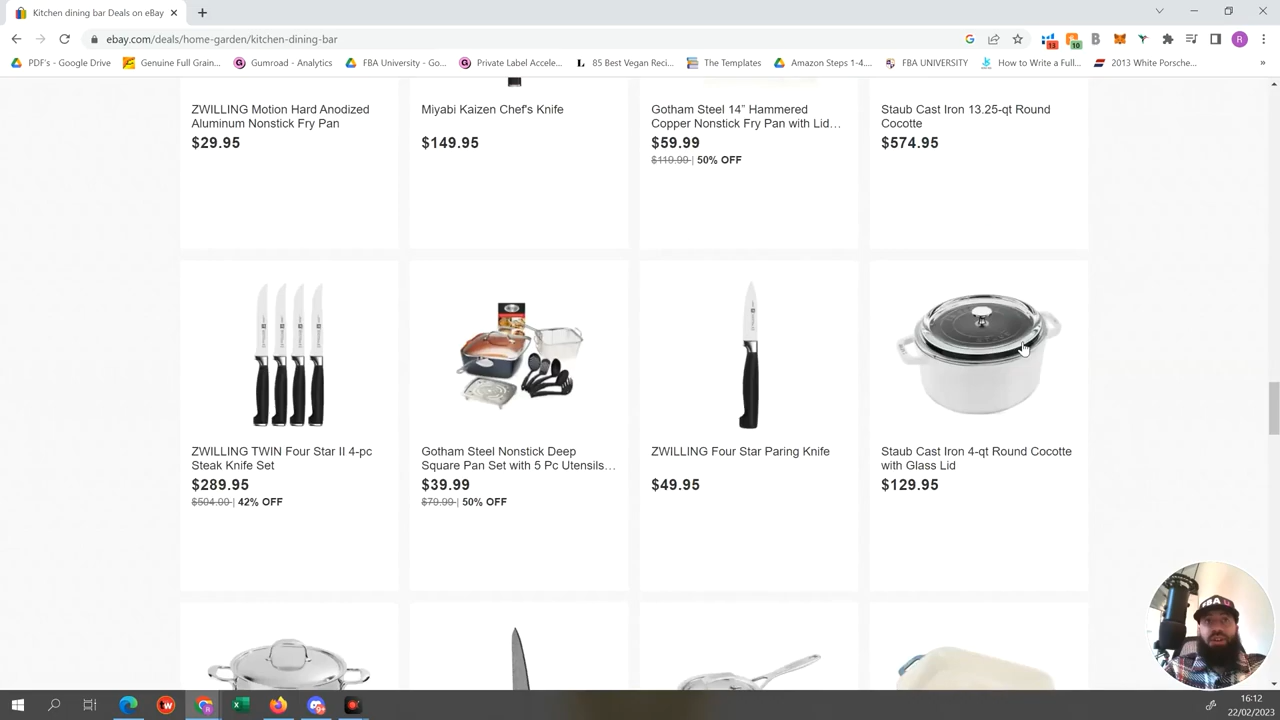 Kitchen dining bar Deals on eBay
ebay.com/deals/home-garden/kitchen-dining-bar
13
10
R
PDF's - Google Drive
Genuine Full Grain...
Gumroad - Analytics
FBA University - Go...
Private Label Accele...
85 Best Vegan Reci...
The Templates
Amazon Steps 1-4....
FBA UNIVERSITY
How to Write a Full...
2013 White Porsche...
ZWILLING Motion Hard Anodized
Aluminum Nonstick Fry Pan
$29.95
Miyabi Kaizen Chef's Knife
$149.95
Gotham Steel 14” Hammered
Copper Nonstick Fry Pan with Lid…
$59.99
$119.99 | 50% OFF
Staub Cast Iron 13.25-qt Round
Cocotte
$574.95
ZWILLING TWIN Four Star II 4-pc
Steak Knife Set
$289.95
$504.00 | 42% OFF
Gotham Steel Nonstick Deep
Square Pan Set with 5 Pc Utensils…
$39.99
$79.99 | 50% OFF
ZWILLING Four Star Paring Knife
$49.95
Staub Cast Iron 4-qt Round Cocotte
with Glass Lid
$129.95
FBA U
16:12
22/02/2023